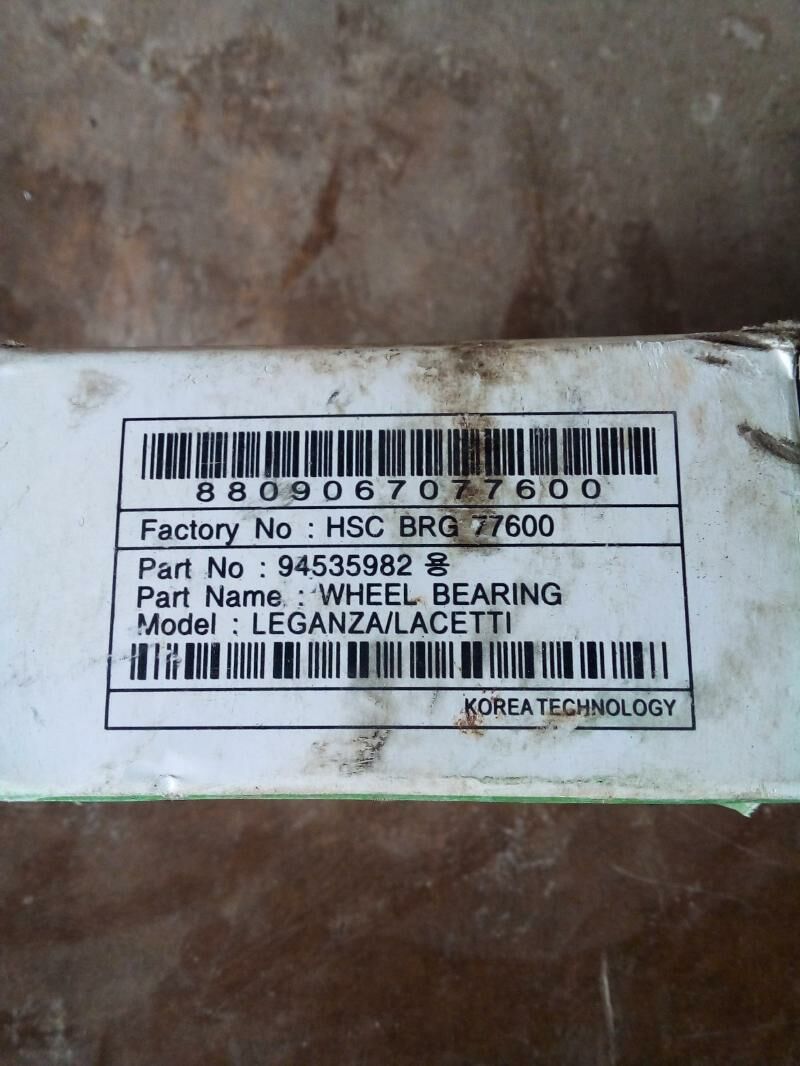 8809067077600
Factory No : HSC BRG 77600
Part No : 94535982 용
Part Name : WHEEL BEARING
Model : LEGANZA/LACETTI
KOREA TECHNOLOGY